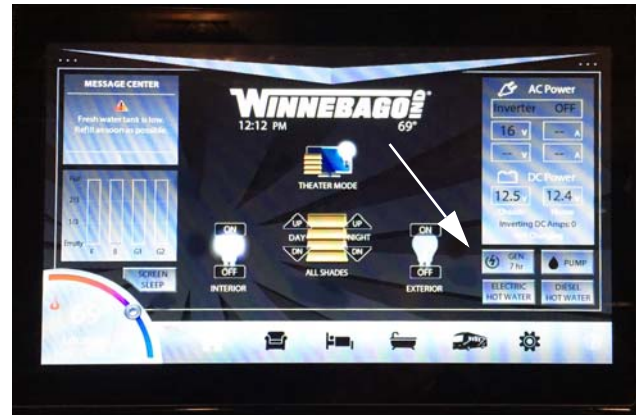 MESSAGE CENTER
Fresh water tank is low.
Refill as soon as possible
Full
2/3
1/3
Empty
F B G1 G2
SCREEN
SLEEP
WINNEBAGO IND
12:12 PM 69°
THEATER MODE
ON
OFF
INTERIOR
UP UP
DAY NIGHT
DN DN
ALL SHADES
ON
OFF
EXTERIOR
AC Power
Inverter OFF
16 V -- A
-- V -- A
DC Power
12.5 12.4
Inverting DC Amps: 0
GEN
7 hr
PUMP
ELECTRIC
HOT WATER
DIESEL
HOT WATER